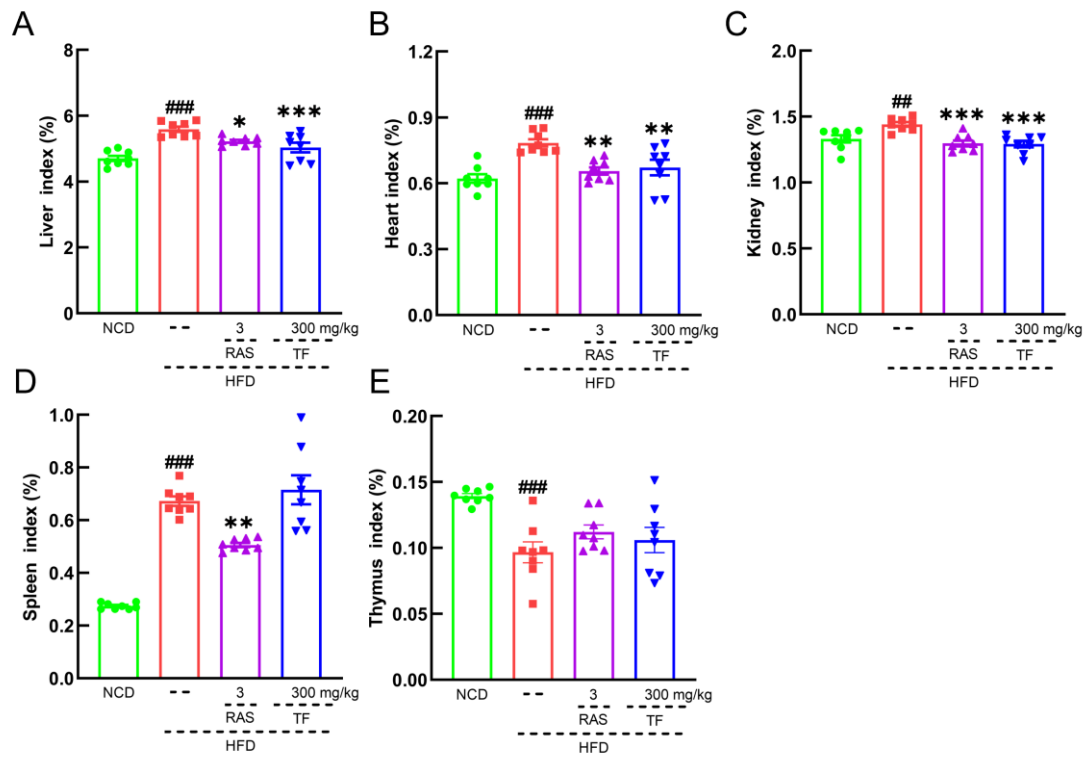 A
Liver index (%)
8
6
4
2
0
###
*
***
NCD
--
3
300 mg/kg
RAS
TF
HFD
B
Heart index (%)
1.2
0.9
0.6
0.3
0.0
###
**
**
NCD
--
3
300 mg/kg
RAS
TF
HFD
C
Kidney index (%)
2.0
1.5
1.0
0.5
0.0
##
***
***
NCD
--
3
300 mg/kg
RAS
TF
HFD
D
Spleen index (%)
1.0
0.8
0.6
0.4
0.2
0.0
###
**
NCD
--
3
300 mg/kg
RAS
TF
HFD
E
Thymus index (%)
0.20
0.15
0.10
0.05
0.00
###
NCD
--
3
300 mg/kg
RAS
TF
HFD